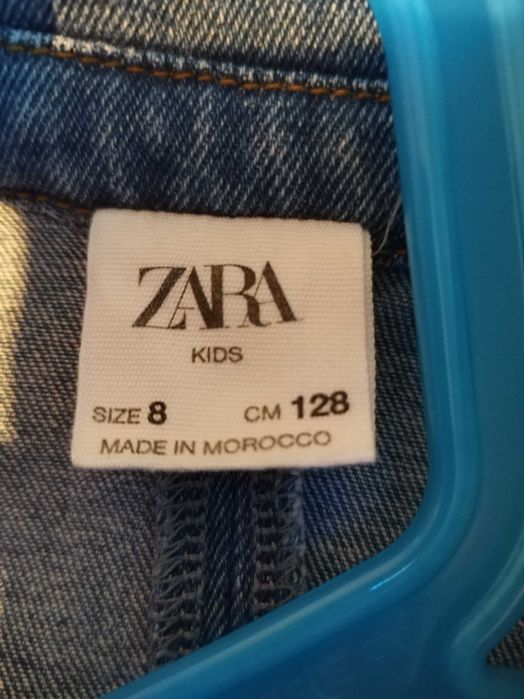 ZARA
KIDS
SIZE 8 CM 128
MADE IN MOROCCO